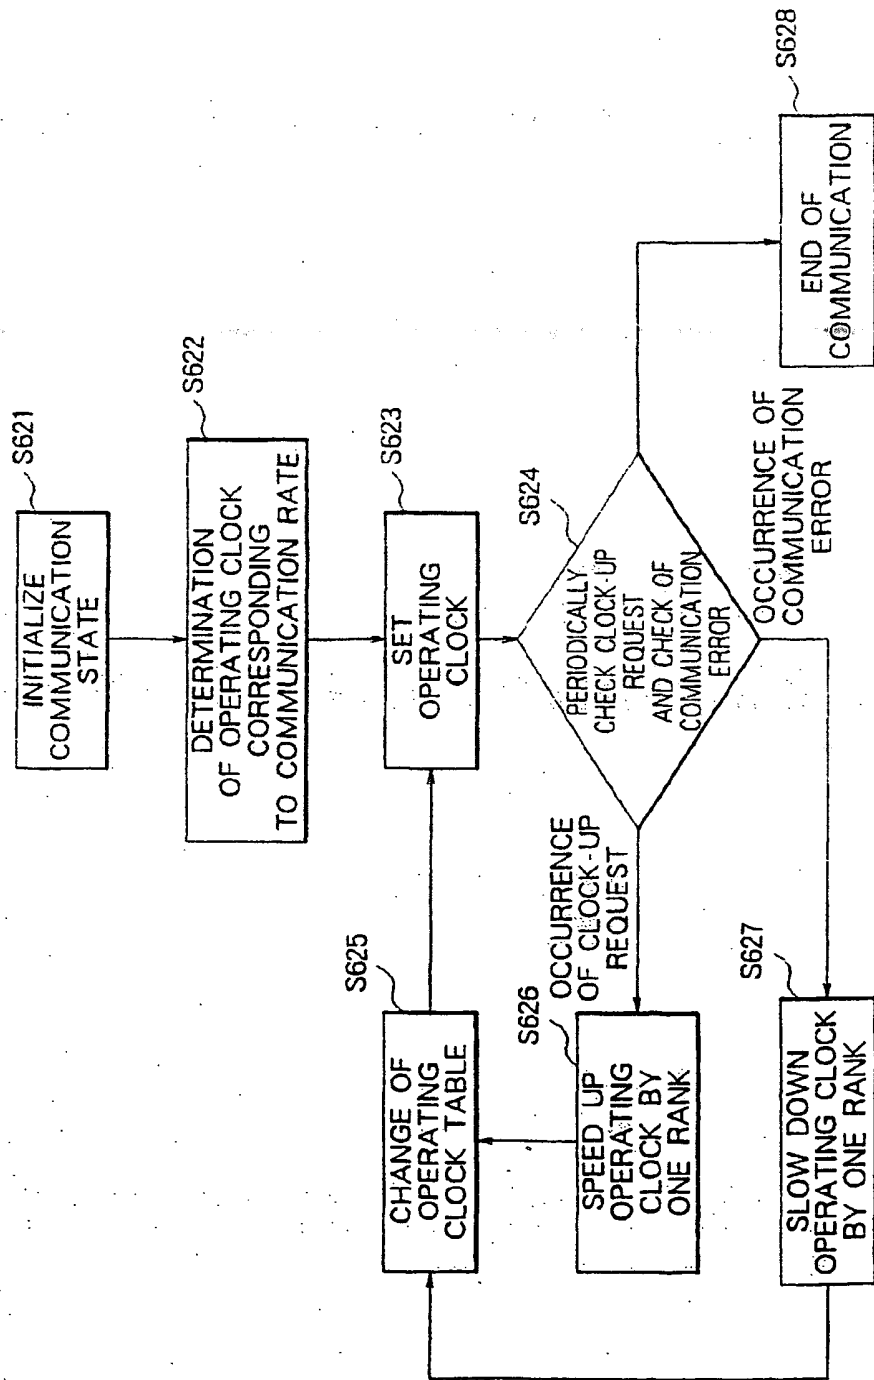 S621
INITIALIZE
COMMUNICATION
STATE
S622
DETERMINATION
OF OPERATING CLOCK
CORRESPONDING
TO COMMUNICATION RATE
S623
SET
OPERATING
CLOCK
S624
PERIODICALLY
CHECK CLOCK-UP
REQUEST
AND CHECK OF
COMMUNICATION
ERROR
S625
CHANGE OF
OPERATING
CLOCK TABLE
OCCURRENCE
OF CLOCK-UP
REQUEST
S626
SPEED UP
OPERATING
CLOCK BY
ONE RANK
OCCURRENCE OF
COMMUNICATION
ERROR
S627
SLOW DOWN
OPERATING CLOCK
BY ONE RANK
S628
END OF
COMMUNICATION